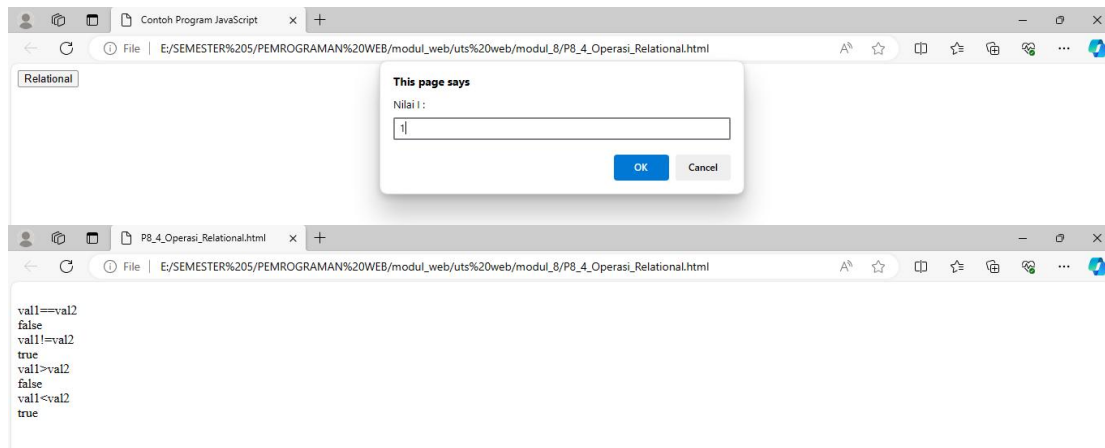 Contoh Program JavaScript
File E:/SEMESTER%205/PEMROGRAMAN%20WEB/modul_web/uts%20web/modul_8/P8_4_Operasi_Relational.html
Relational
This page says
Nilai I :
1
OK Cancel
P8_4_Operasi_Relational.html
File E:/SEMESTER%205/PEMROGRAMAN%20WEB/modul_web/uts%20web/modul_8/P8_4_Operasi_Relational.html
val1==val2
false
val1!=val2
true
val1>val2
false
val1<val2
true